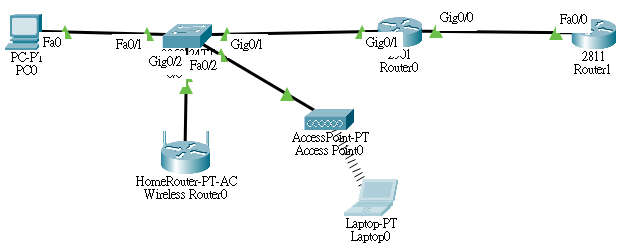 Fa0
PC-PT
PC0
Fa0/1
Gig0/2
Fa0/2
Gig0/1
Gig0/1
Router0
Gig0/0
Fa0/0
2811
Router1
AccessPoint-PT
Access Point0
HomeRouter-PT-AC
Wireless Router0
Laptop-PT
Laptop0